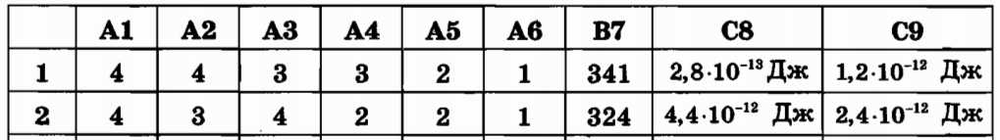 A1 A2 A3 A4 A5 A6 B7 C8 C9
1 4 4 3 3 2 1 341 2,8·10⁻¹³ Дж 1,2·10⁻¹² Дж
2 4 3 4 2 2 1 324 4,4·10⁻¹² Дж 2,4·10⁻¹² Дж